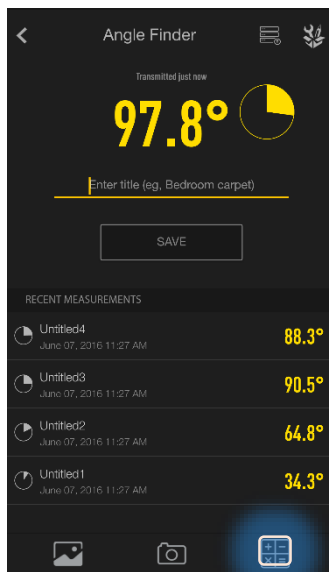 Angle Finder
Transmitted just now
97.8°
Enter title (eg, Bedroom carpet)
SAVE
RECENT MEASUREMENTS
Untitled4
88.3°
June 07, 2016 11:27 AM
Untitled3
90.5°
June 07, 2016 11:27 AM
Untitled2
64.8°
June 07, 2016 11:27 AM
Untitled1
34.3°
June 07, 2016 11:27 AM